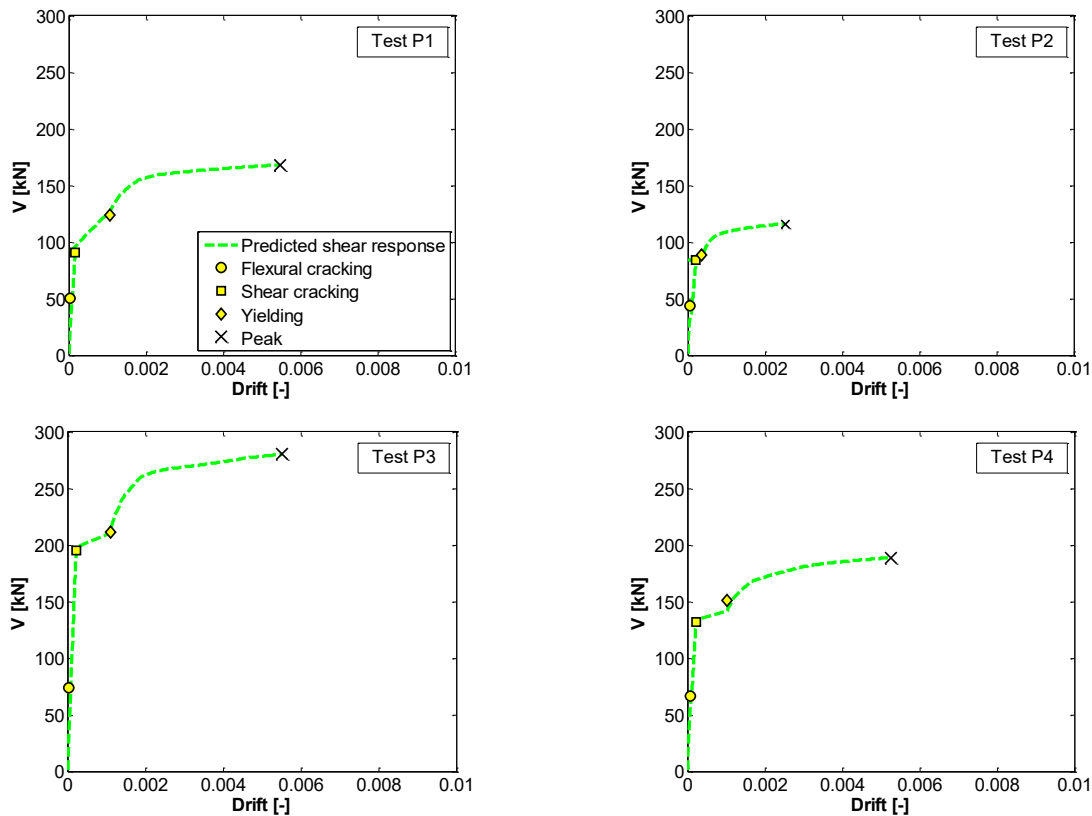 300
250
200
150
100
50
0
V [kN]
Test P1
Predicted shear response
Flexural cracking
Shear cracking
Yielding
Peak
0 0.002 0.004 0.006 0.008 0.01
Drift [-]
300
250
200
150
100
50
0
V [kN]
Test P2
0 0.002 0.004 0.006 0.008 0.01
Drift [-]
300
250
200
150
100
50
0
V [kN]
Test P3
0 0.002 0.004 0.006 0.008 0.01
Drift [-]
300
250
200
150
100
50
0
V [kN]
Test P4
0 0.002 0.004 0.006 0.008 0.01
Drift [-]